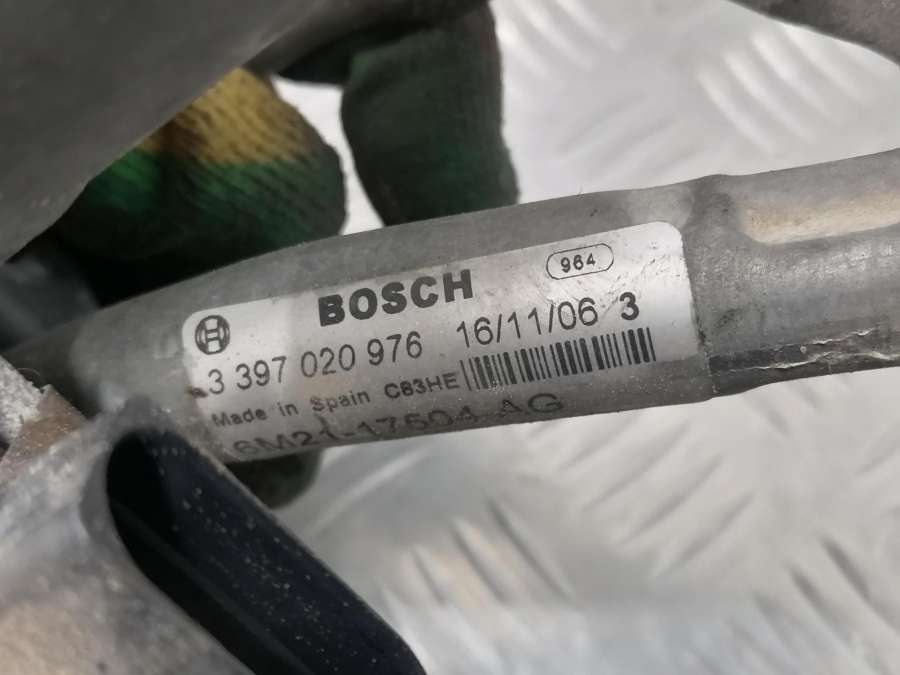 964
BOSCH
3 397 020 976 16/11/06 3
Made in Spain C83HE
6M21-17504-AG